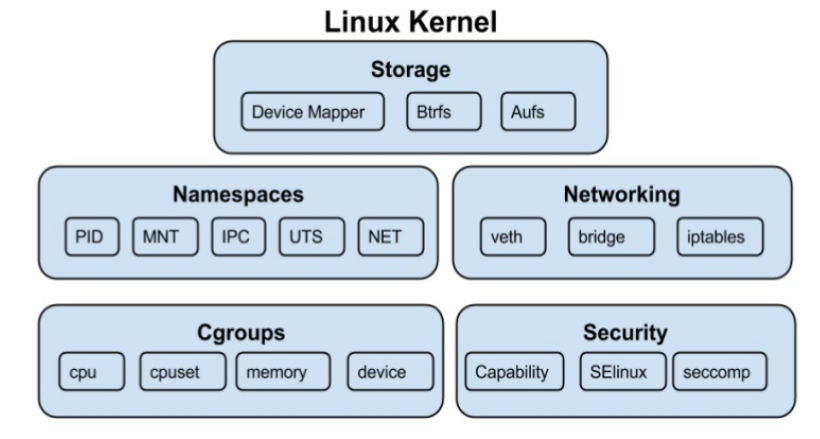 Linux Kernel
Storage
Device Mapper Btrfs Aufs
Namespaces
PID MNT IPC UTS NET
Networking
veth bridge iptables
Cgroups
cpu cpuset memory device
Security
Capability SElinux seccomp